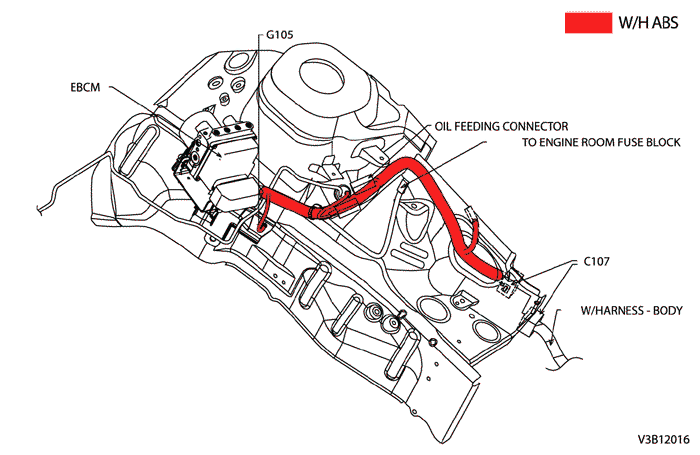 W/H ABS
G105
EBCM
OIL FEEDING CONNECTOR
TO ENGINE ROOM FUSE BLOCK
C107
W/HARNESS - BODY
V3B12016